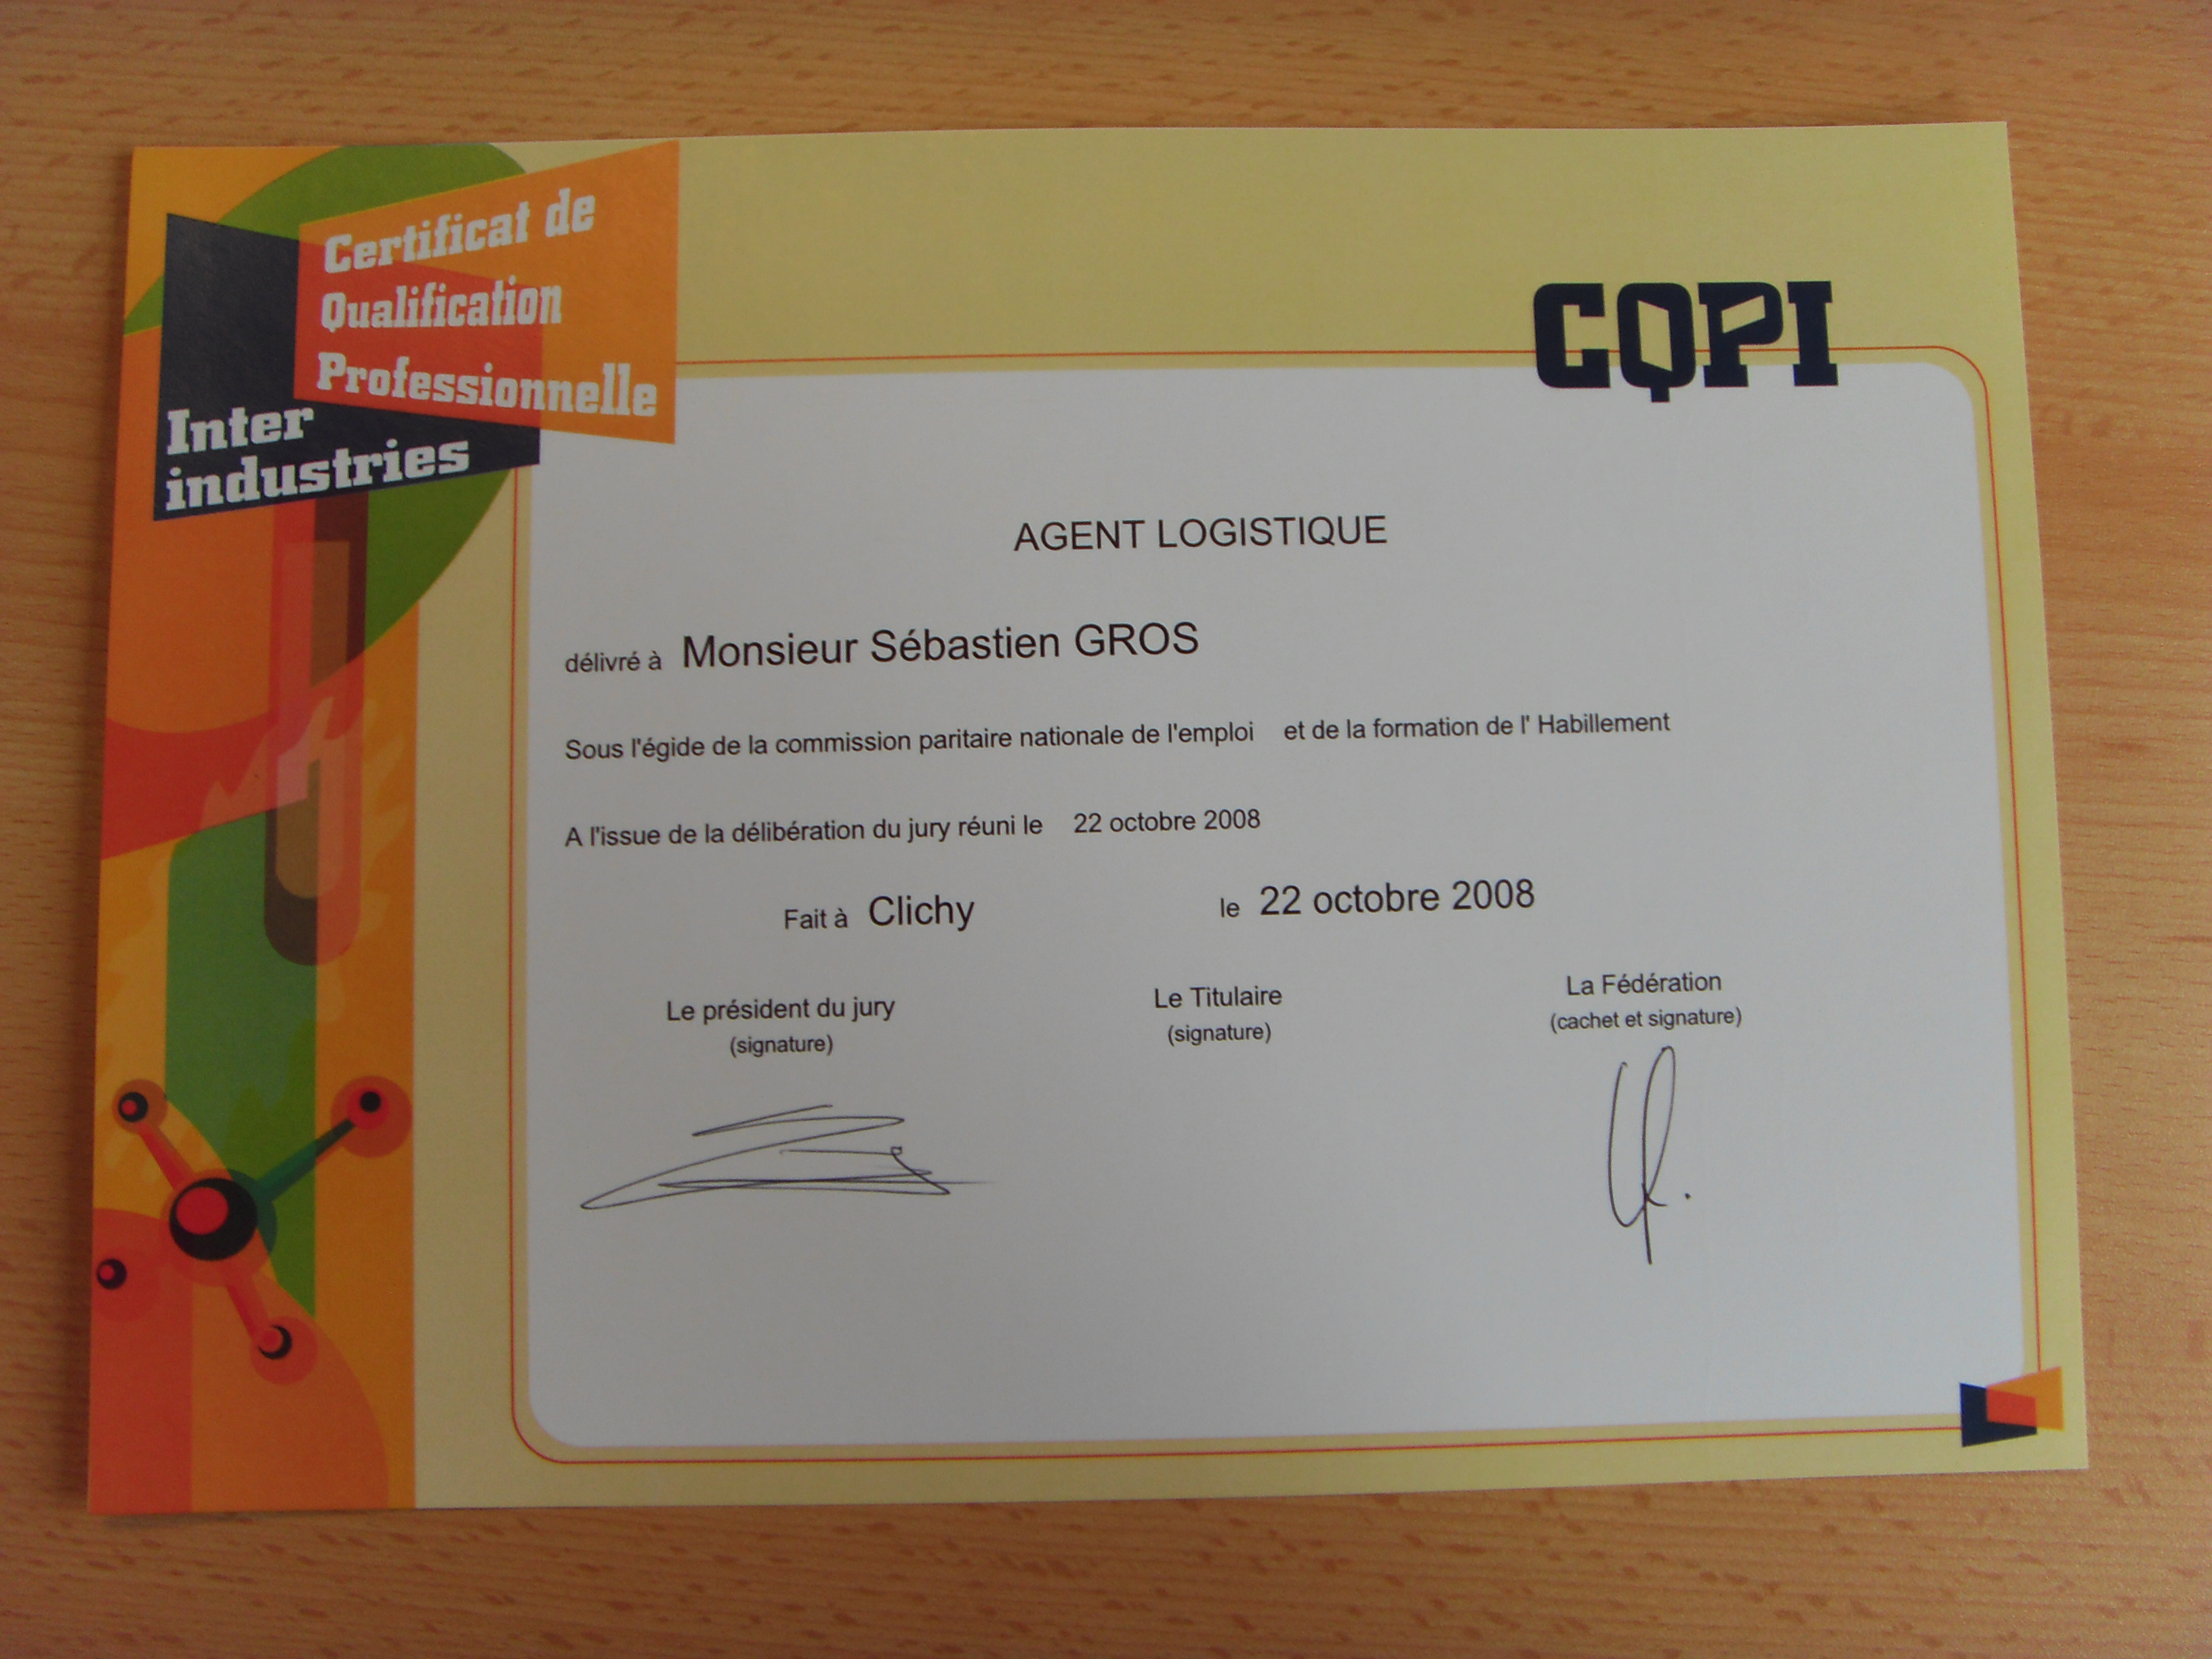 Certificat de
Qualification
Professionnelle
Inter
industries
CQPI
AGENT LOGISTIQUE
délivré à Monsieur Sébastien GROS
Sous l'égide de la commission paritaire nationale de l'emploi et de la formation de l' Habillement
A l'issue de la délibération du jury réuni le 22 octobre 2008
Fait à Clichy le 22 octobre 2008
Le président du jury Le Titulaire La Fédération
(signature) (signature) (cachet et signature)